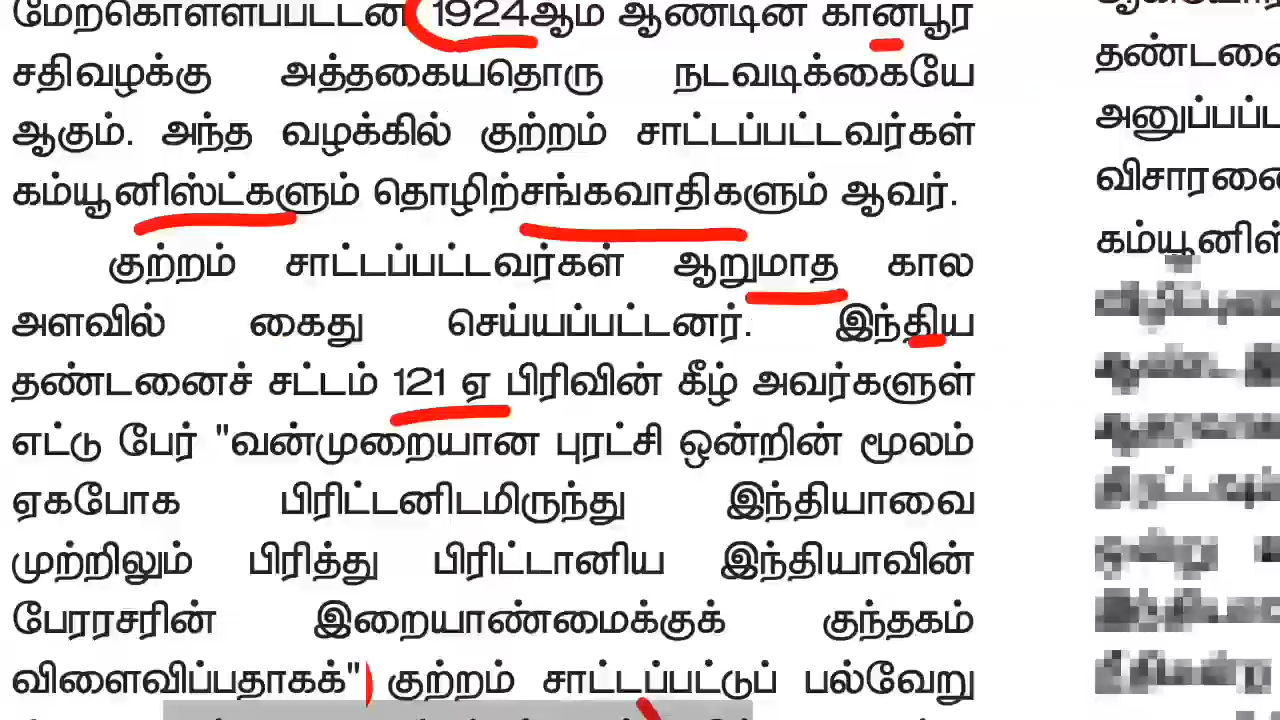 மேற்கொள்ளப்பட்டன. 1924ஆம் ஆண்டின் கான்பூர்
சதிவழக்கு அத்தகையதொரு நடவடிக்கையே
ஆகும். அந்த வழக்கில் குற்றம் சாட்டப்பட்டவர்கள்
கம்யூனிஸ்ட்களும் தொழிற்சங்கவாதிகளும் ஆவர்.
குற்றம் சாட்டப்பட்டவர்கள் ஆறுமாத கால
அளவில் கைது செய்யப்பட்டனர். இந்திய
தண்டனைச் சட்டம் 121 ஏ பிரிவின் கீழ் அவர்களுள்
எட்டு பேர் "வன்முறையான புரட்சி ஒன்றின் மூலம்
ஏகபோக பிரிட்டனிடமிருந்து இந்தியாவை
முற்றிலும் பிரித்து பிரிட்டானிய இந்தியாவின்
பேரரசரின் இறையாண்மைக்குக் குந்தகம்
விளைவிப்பதாகக்" குற்றம் சாட்டப்பட்டுப் பல்வேறு
தண்டனை
அனுப்பப்ப
விசாரணை
கம்யூனிஸ்